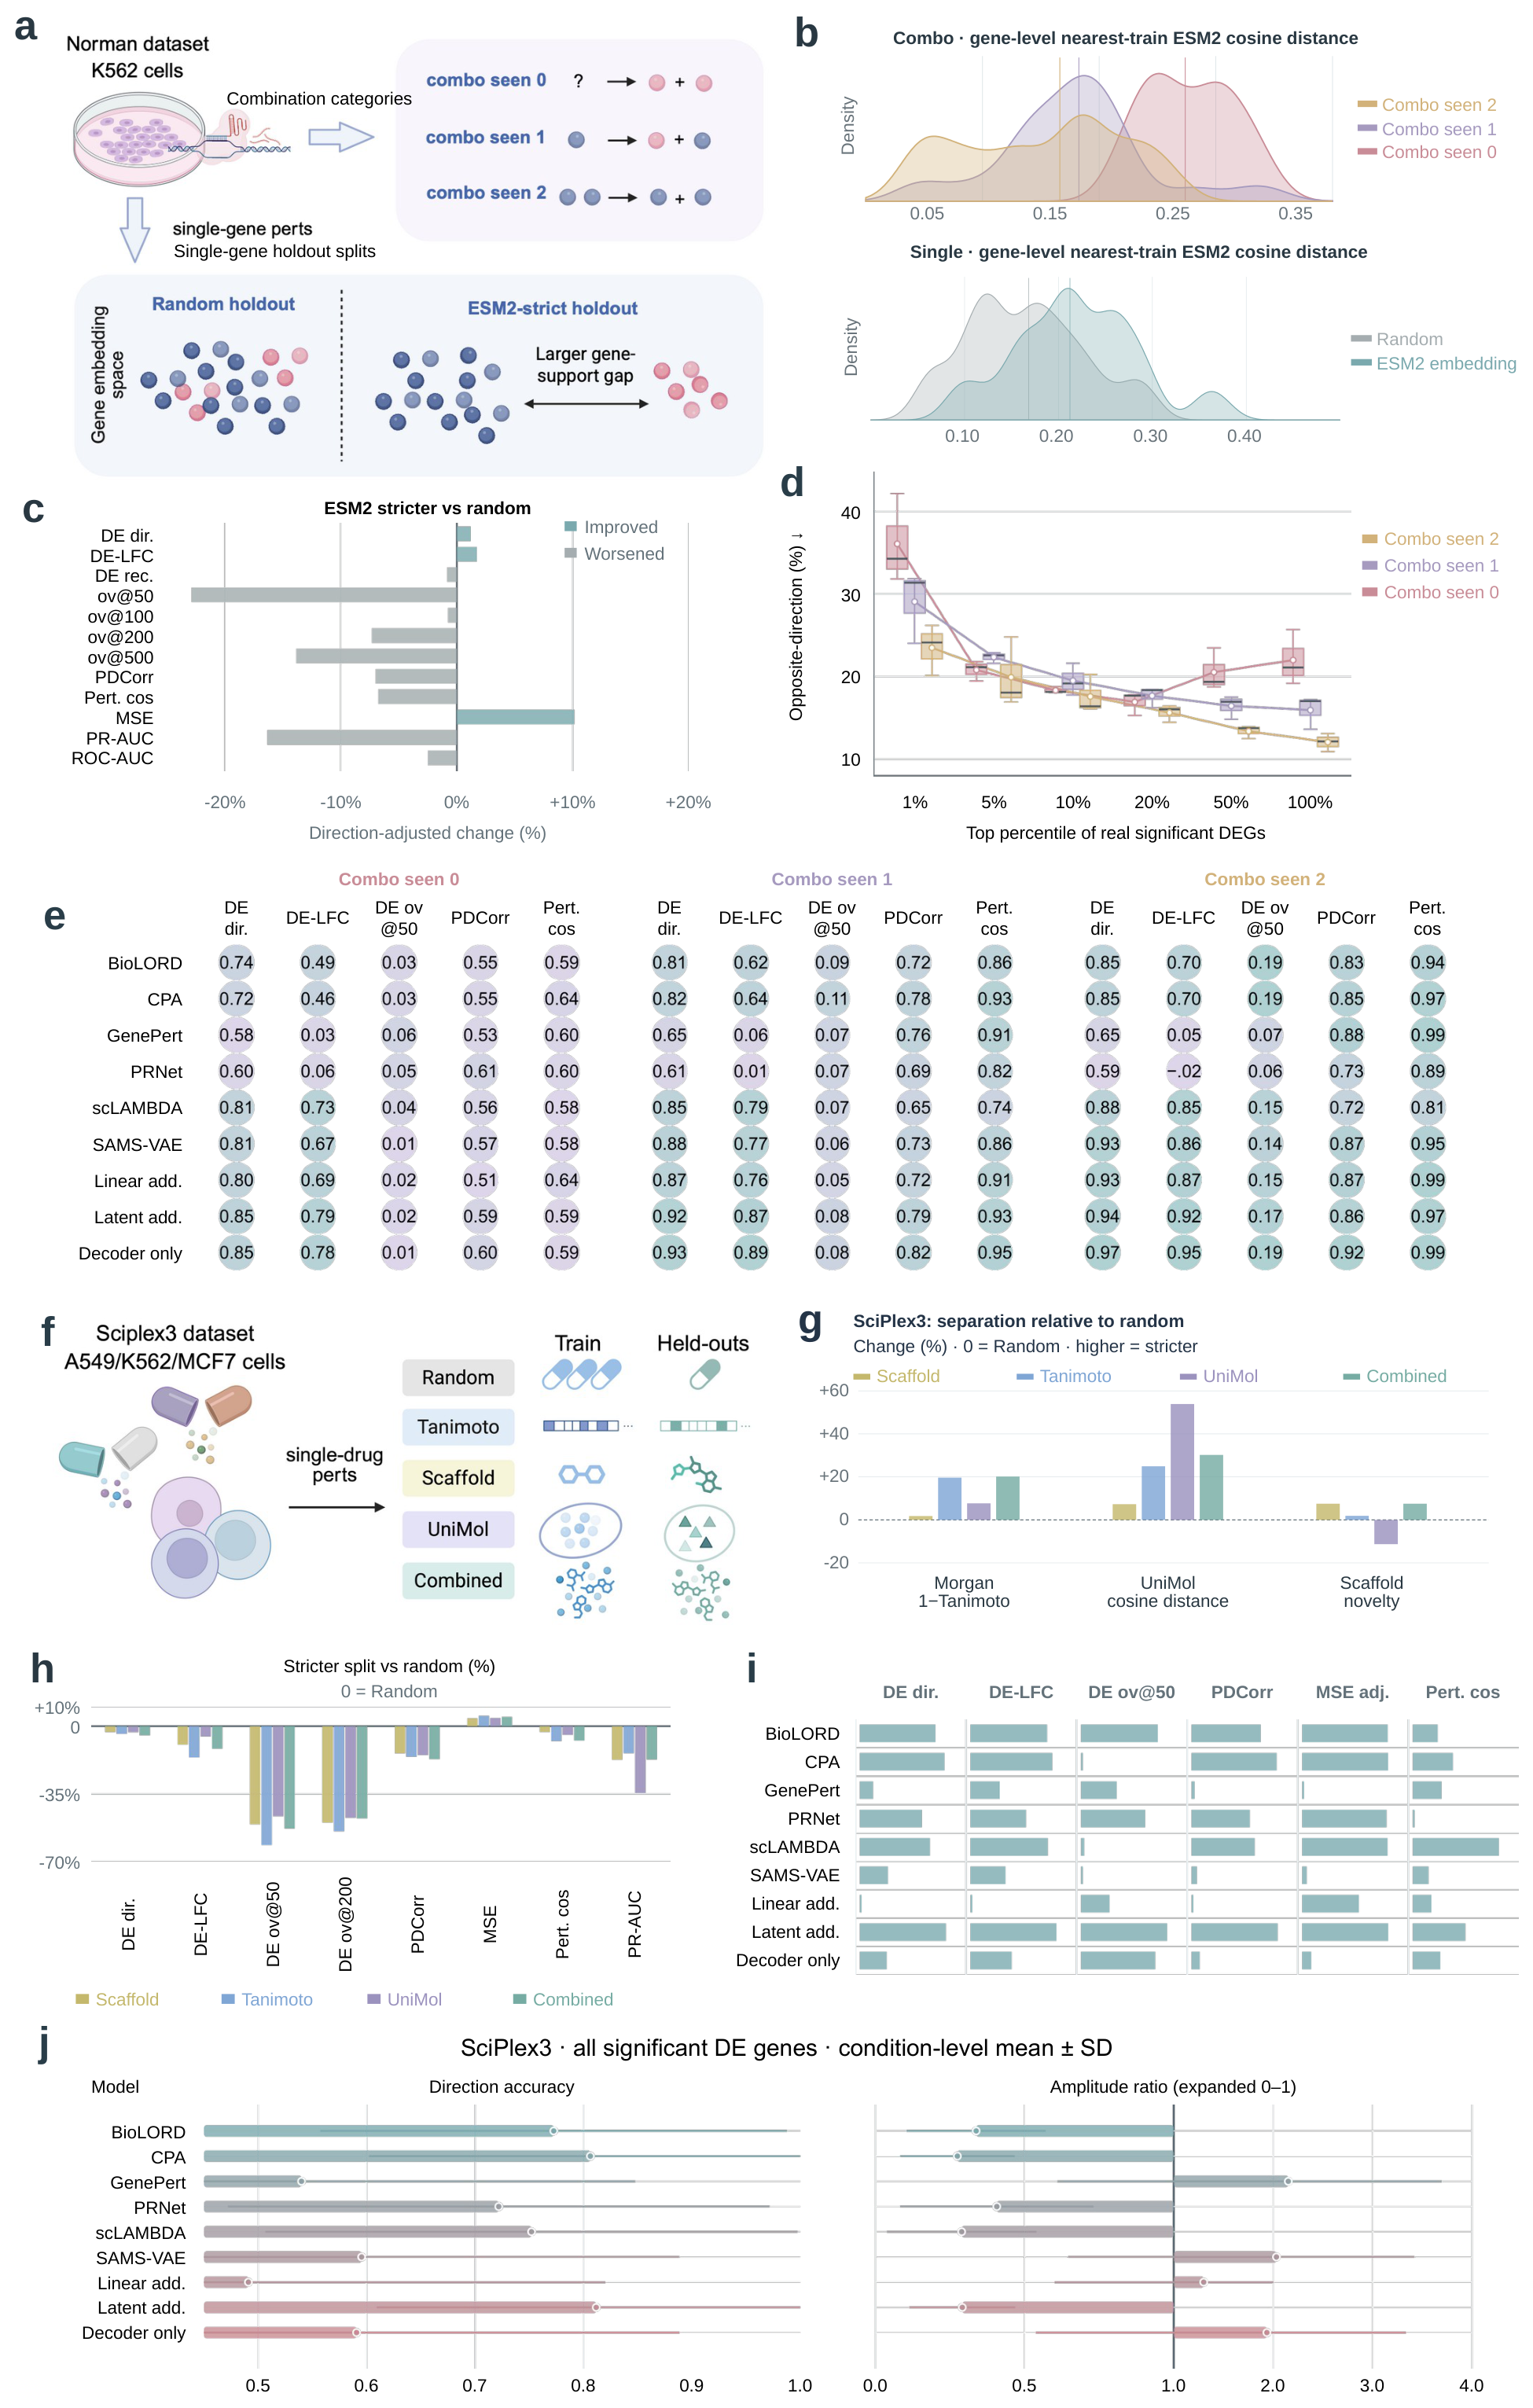 a
Norman dataset
K562 cells
Combination categories
combo seen 0
?
+
combo seen 1
+
combo seen 2
+
single-gene perts
Single-gene holdout splits
Gene embedding
space
Random holdout
ESM2-strict holdout
Larger gene-
support gap
b
Combo · gene-level nearest-train ESM2 cosine distance
Density
Combo seen 2
Combo seen 1
Combo seen 0
0.05 0.15 0.25 0.35
Single · gene-level nearest-train ESM2 cosine distance
Density
Random
ESM2 embedding
0.10 0.20 0.30 0.40
c
ESM2 stricter vs random
Improved
Worsened
DE dir.
DE-LFC
DE rec.
ov@50
ov@100
ov@200
ov@500
PDCorr
Pert. cos
MSE
PR-AUC
ROC-AUC
-20% -10% 0% +10% +20%
Direction-adjusted change (%)
d
Opposite-direction (%) ↓
40
30
20
10
Combo seen 2
Combo seen 1
Combo seen 0
1% 5% 10% 20% 50% 100%
Top percentile of real significant DEGs
e
Combo seen 0 Combo seen 1 Combo seen 2
DE DE-LFC DE ov PDCorr Pert. DE DE-LFC DE ov PDCorr Pert. DE DE-LFC DE ov PDCorr Pert.
dir. @50 cos dir. @50 cos dir. @50 cos
BioLORD 0.74 0.49 0.03 0.55 0.59 0.81 0.62 0.09 0.72 0.86 0.85 0.70 0.19 0.83 0.94
CPA 0.72 0.46 0.03 0.55 0.64 0.82 0.64 0.11 0.78 0.93 0.85 0.70 0.19 0.85 0.97
GenePert 0.58 0.03 0.06 0.53 0.60 0.65 0.06 0.07 0.76 0.91 0.65 0.05 0.07 0.88 0.99
PRNet 0.60 0.06 0.05 0.61 0.60 0.61 0.01 0.07 0.69 0.82 0.59 −.02 0.06 0.73 0.89
scLAMBDA 0.81 0.73 0.04 0.56 0.58 0.85 0.79 0.07 0.65 0.74 0.88 0.85 0.15 0.72 0.81
SAMS-VAE 0.81 0.67 0.01 0.57 0.58 0.88 0.77 0.06 0.73 0.86 0.93 0.86 0.14 0.87 0.95
Linear add. 0.80 0.69 0.02 0.51 0.64 0.87 0.76 0.05 0.72 0.91 0.93 0.87 0.15 0.87 0.99
Latent add. 0.85 0.79 0.02 0.59 0.59 0.92 0.87 0.08 0.79 0.93 0.94 0.92 0.17 0.86 0.97
Decoder only 0.85 0.78 0.01 0.60 0.59 0.93 0.89 0.08 0.82 0.95 0.97 0.95 0.19 0.92 0.99
f
Sciplex3 dataset
A549/K562/MCF7 cells
single-drug
perts
Train Held-outs
Random
Tanimoto
... ...
Scaffold
UniMol
Combined
g
SciPlex3: separation relative to random
Change (%) · 0 = Random · higher = stricter
Scaffold Tanimoto UniMol Combined
+60
+40
+20
0
-20
Morgan UniMol Scaffold
1−Tanimoto cosine distance novelty
h
Stricter split vs random (%)
0 = Random
+10%
0
-35%
-70%
DE dir.
DE-LFC
DE ov@50
DE ov@200
PDCorr
MSE
Pert. cos
PR-AUC
Scaffold Tanimoto UniMol Combined
i
DE dir. DE-LFC DE ov@50 PDCorr MSE adj. Pert. cos
BioLORD
CPA
GenePert
PRNet
scLAMBDA
SAMS-VAE
Linear add.
Latent add.
Decoder only
j
SciPlex3 · all significant DE genes · condition-level mean ± SD
Model Direction accuracy Amplitude ratio (expanded 0–1)
BioLORD
CPA
GenePert
PRNet
scLAMBDA
SAMS-VAE
Linear add.
Latent add.
Decoder only
0.5 0.6 0.7 0.8 0.9 1.0 0.0 0.5 1.0 2.0 3.0 4.0